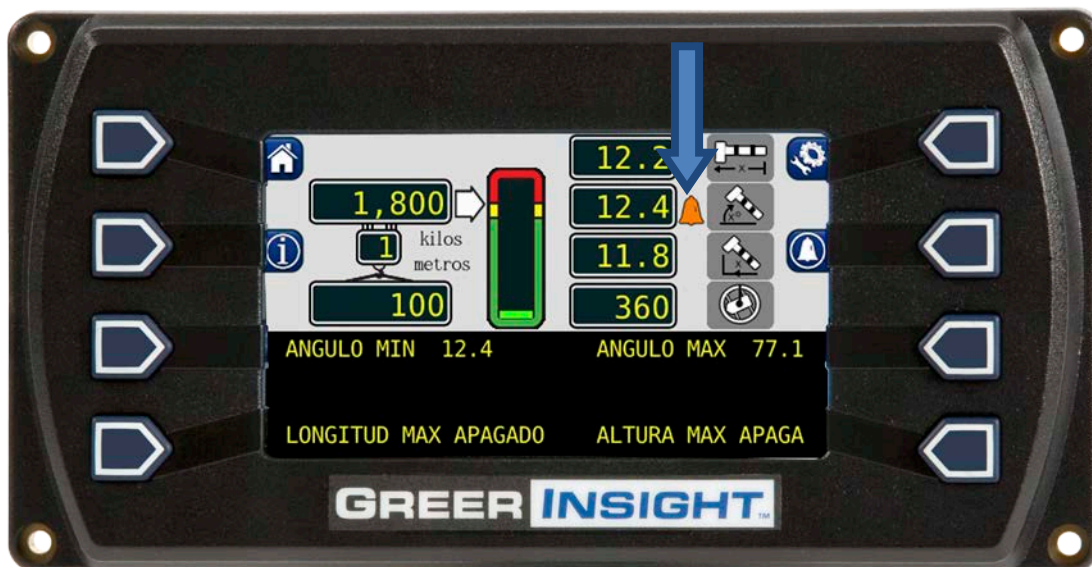 12.2
1,800
12.4
kilos
1
metros
11.8
100
360
ANGULO MIN 12.4
ANGULO MAX 77.1
LONGITUD MAX APAGADO
ALTURA MAX APAGA
GREER INSIGHT™